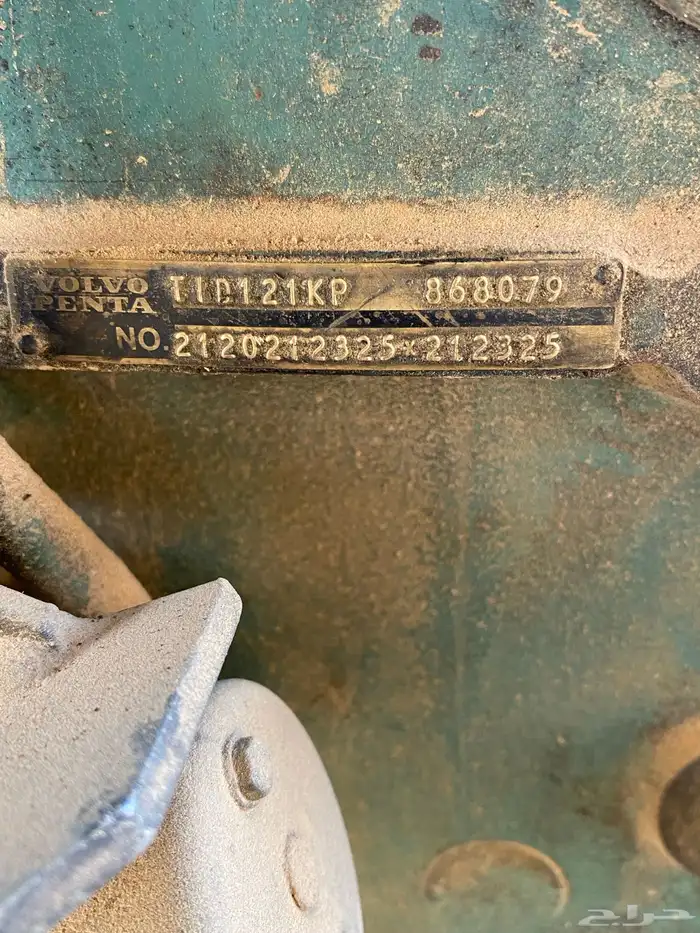 VOLVO PENTA TID121KP 868079
NO. 2120212325×212325
حراج